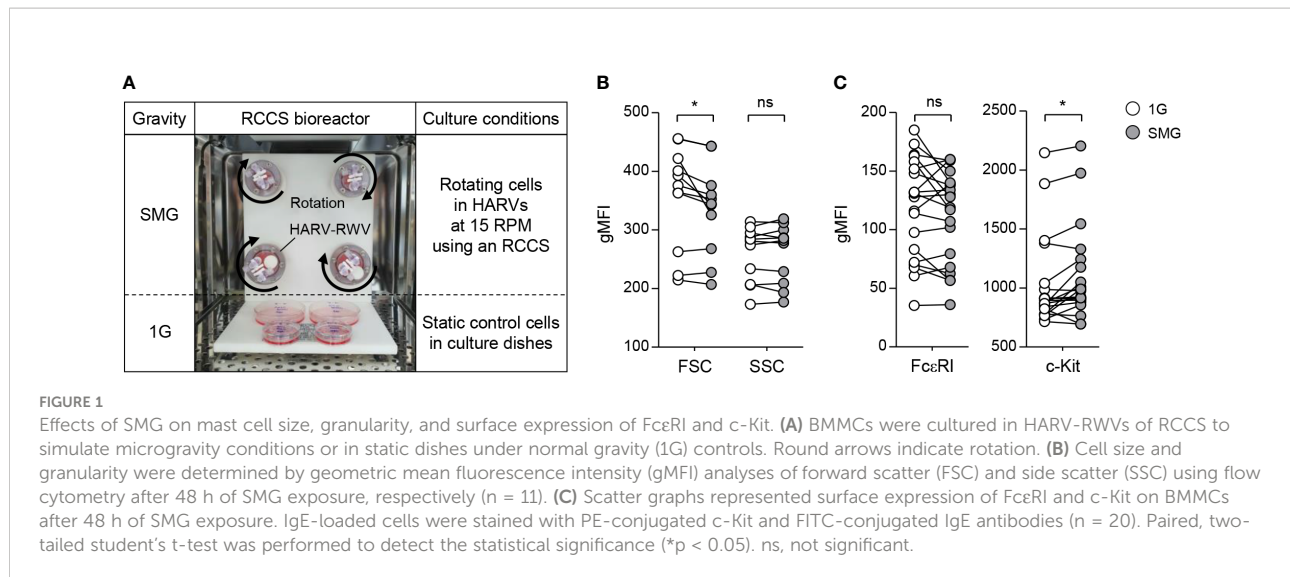 A
Gravity RCCS bioreactor Culture conditions
SMG
Rotation
HARV-RWV
Rotating cells
in HARVs
at 15 RPM
using an RCCS
1G
Static control cells
in culture dishes
B
gMFI
500
400
300
200
100
* ns
FSC SSC
C
gMFI
200
150
100
50
0
ns
FcεRI
2500
2000
1500
1000
500
*
c-Kit
1G
SMG
FIGURE 1
Effects of SMG on mast cell size, granularity, and surface expression of FcεRI and c-Kit. (A) BMMCs were cultured in HARV-RWVs of RCCS to
simulate microgravity conditions or in static dishes under normal gravity (1G) controls. Round arrows indicate rotation. (B) Cell size and
granularity were determined by geometric mean fluorescence intensity (gMFI) analyses of forward scatter (FSC) and side scatter (SSC) using flow
cytometry after 48 h of SMG exposure, respectively (n = 11). (C) Scatter graphs represented surface expression of FcεRI and c-Kit on BMMCs
after 48 h of SMG exposure. IgE-loaded cells were stained with PE-conjugated c-Kit and FITC-conjugated IgE antibodies (n = 20). Paired, two-
tailed student's t-test was performed to detect the statistical significance (*p < 0.05). ns, not significant.